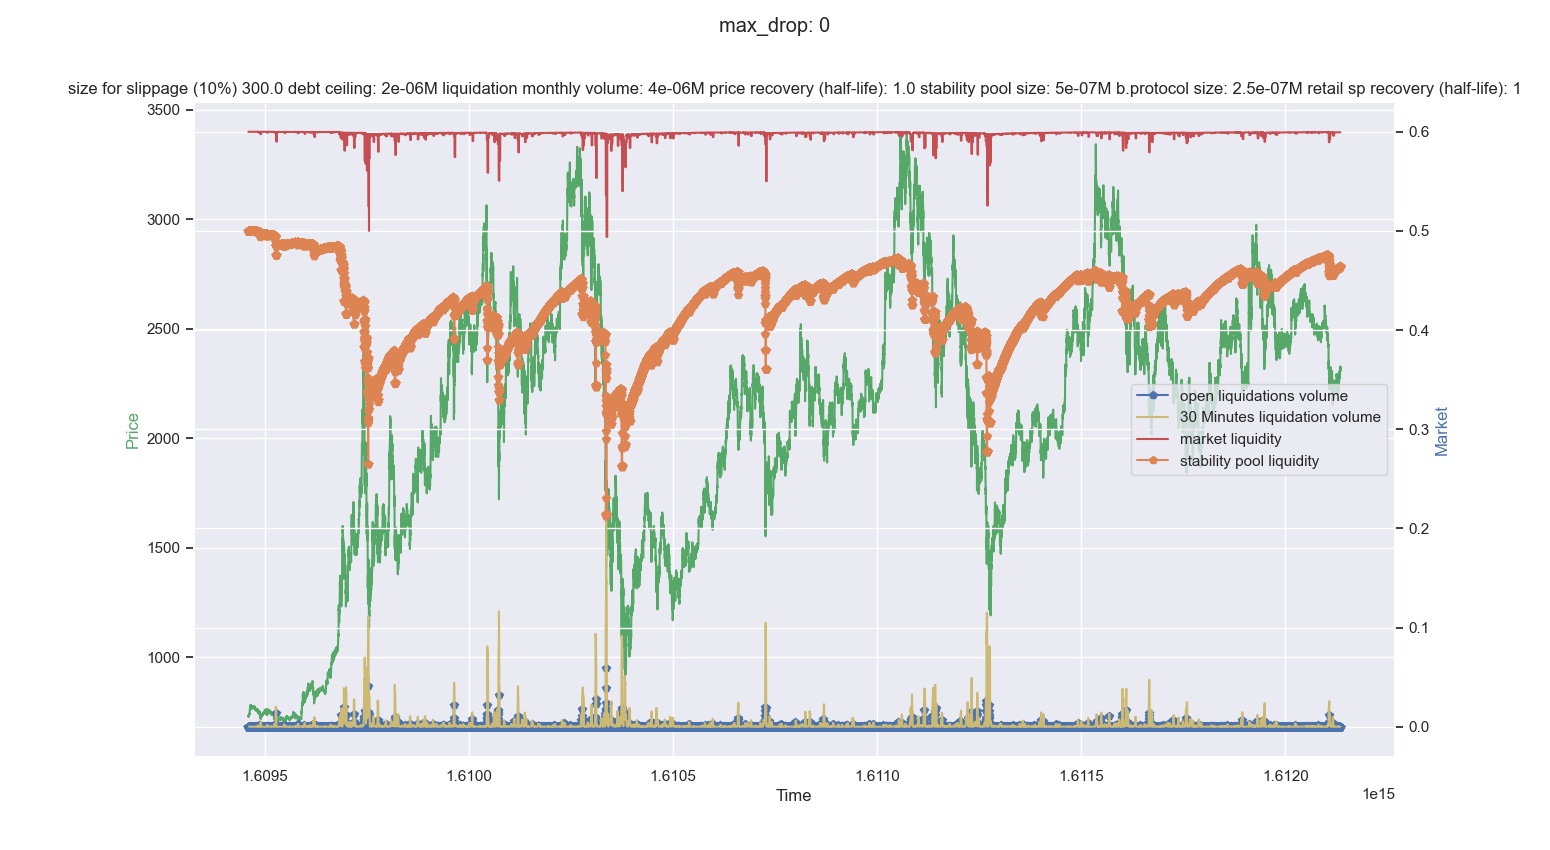 max_drop: 0
size for slippage (10%) 300.0 debt ceiling: 2e-06M liquidation monthly volume: 4e-06M price recovery (half-life): 1.0 stability pool size: 5e-07M b.protocol size: 2.5e-07M retail sp recovery (half-life): 1
3500
3000
2500
2000
1500
1000
Price
0.6
0.5
0.4
0.3
0.2
0.1
0.0
Market
open liquidations volume
30 Minutes liquidation volume
market liquidity
stability pool liquidity
1.6095 1.6100 1.6105 1.6110 1.6115 1.6120
Time
1e15